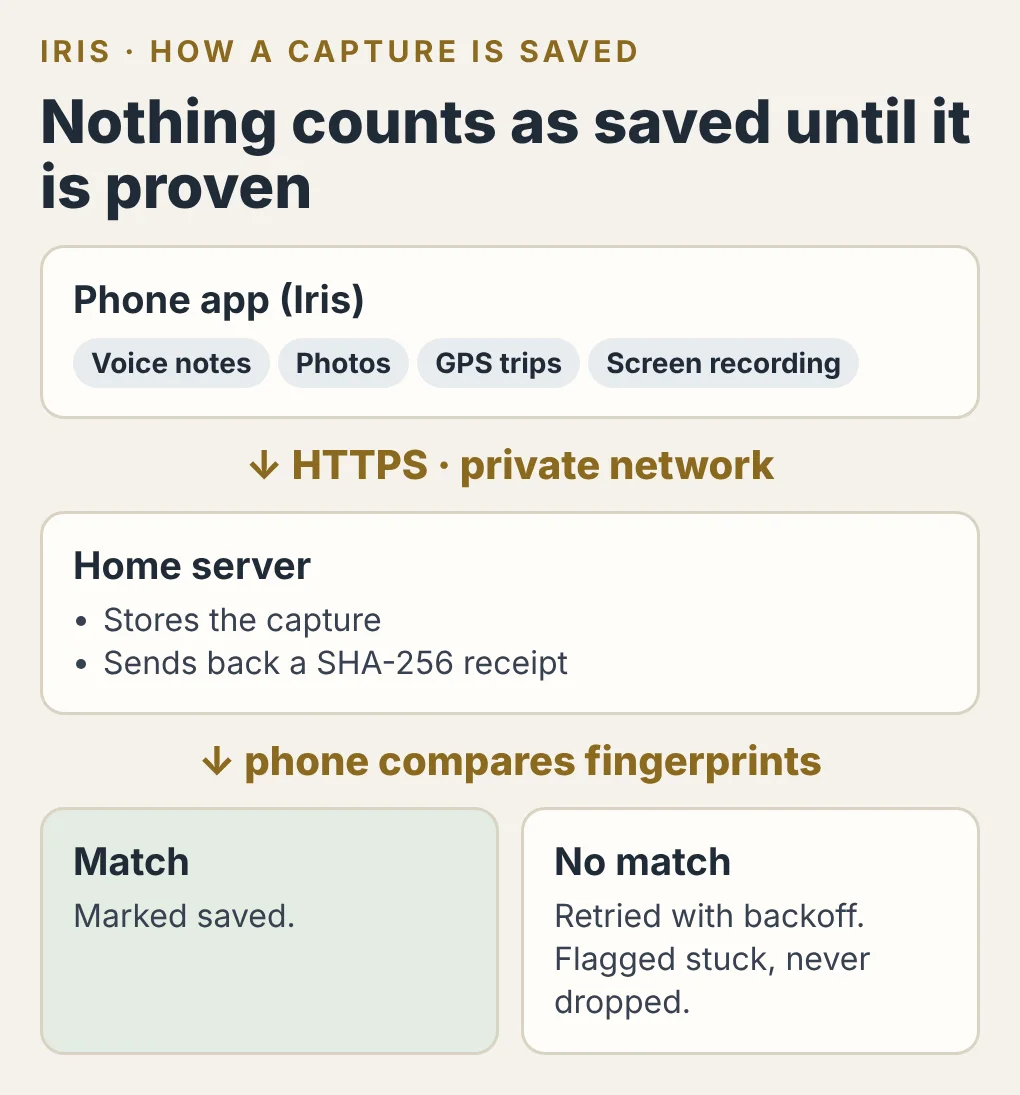 IRIS · HOW A CAPTURE IS SAVED
Nothing counts as saved until it
is proven
Phone app (Iris)
Voice notes Photos GPS trips Screen recording
↓ HTTPS · private network
Home server
• Stores the capture
• Sends back a SHA-256 receipt
↓ phone compares fingerprints
Match
Marked saved.
No match
Retried with backoff.
Flagged stuck, never
dropped.